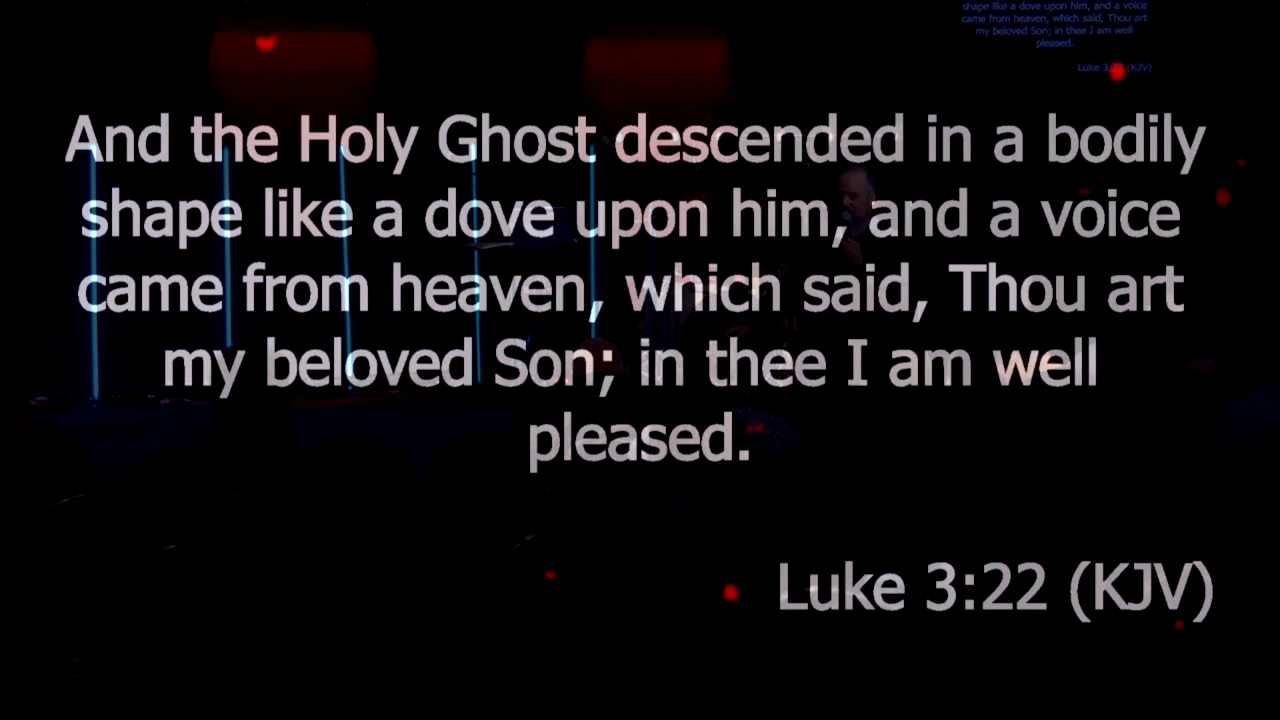 shape like a dove upon him, and a voice
came from heaven, which said, Thou art
my beloved Son; in thee I am well
pleased.
Luke 3:22 (KJV)
And the Holy Ghost descended in a bodily
shape like a dove upon him, and a voice
came from heaven, which said, Thou art
my beloved Son; in thee I am well
pleased.
Luke 3:22 (KJV)